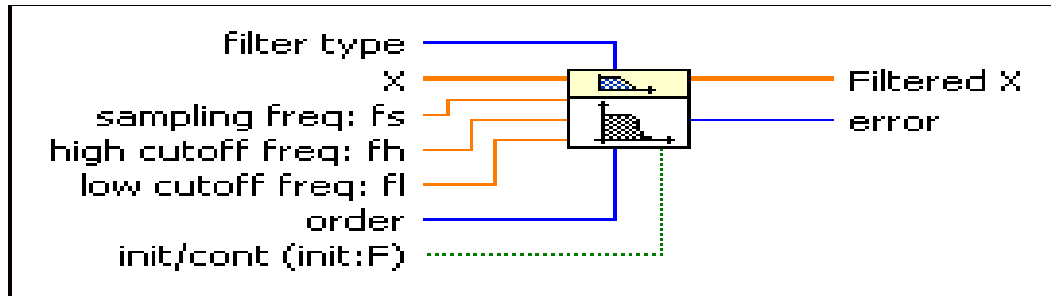 filter type
X
sampling freq: fs
high cutoff freq: fh
low cutoff freq: fl
order
init/cont (init:F)
Filtered X
error